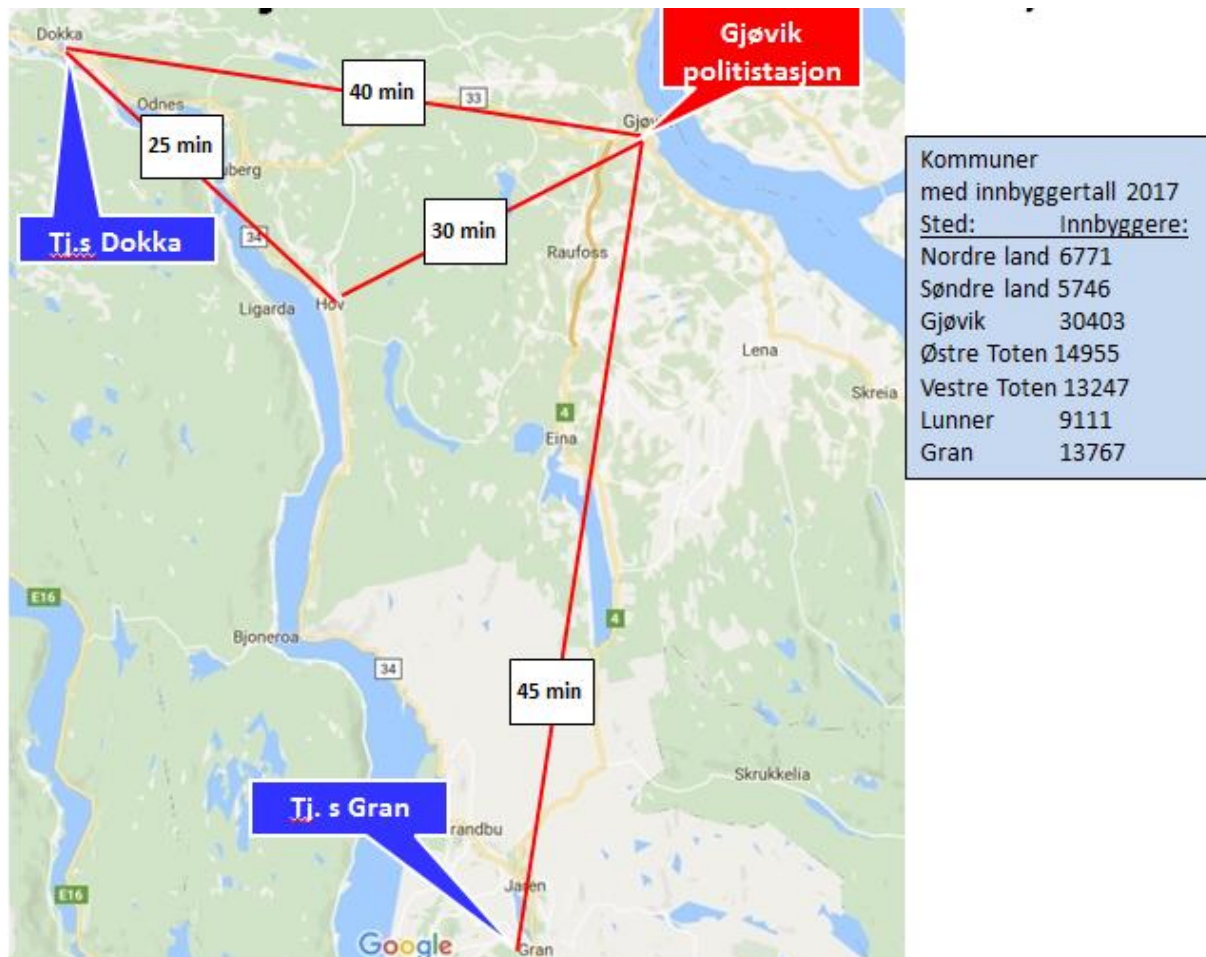 Dokka
Gjøvik
politistasjon
40 min
33
Odnes
Gjøv
25 min
uberg
Kommuner
med innbyggertall 2017
Sted: Innbyggere:
Nordre land 6771
Søndre land 5746
Gjøvik 30403
Østre Toten 14955
Vestre Toten 13247
Lunner 9111
Gran 13767
Tj.s Dokka
34
30 min
Raufoss
Ligarda
Hov
Lena
Skreia
4
Eina
E16
4
Bjoneroa
34
45 min
Skrukkelia
Tj. s Gran
randbu
Jaren
E16
Google
Gran